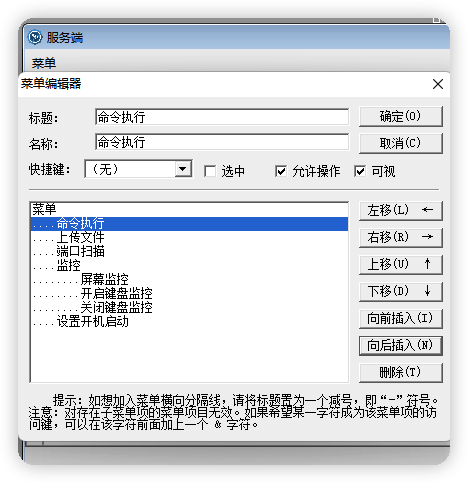 服务端
菜单
菜单编辑器
标题:
命令执行
确定(O)
名称:
命令执行
取消(C)
快捷键:
（无）
选中
允许操作
可视
菜单
....命令执行
....上传文件
....端口扫描
....监控
........屏幕监控
........开启键盘监控
........关闭键盘监控
....设置开机启动
左移(L) ←
右移(R) →
上移(U) ↑
下移(D) ↓
向前插入(I)
向后插入(N)
删除(T)
提示: 如想加入菜单横向分隔线，请将标题置为一个减号，即“-”符号。
注意: 对存在子菜单项的菜单项目无效。如果希望某一字符成为该菜单项的访
问键，可以在该字符前面加上一个 & 字符。